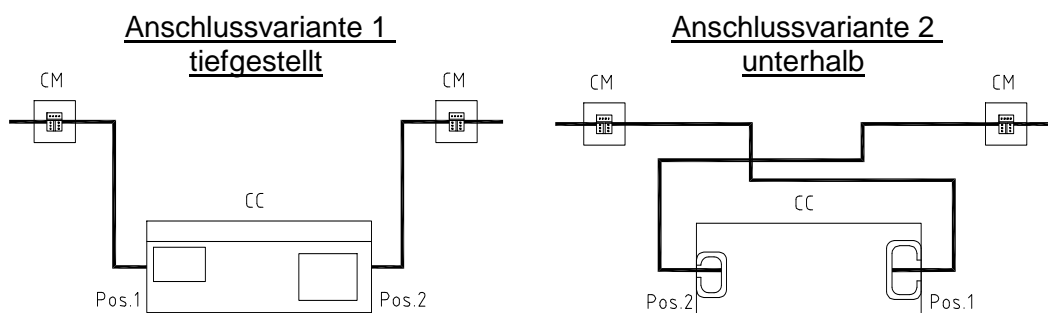 Anschlussvariante 1
tiefgestellt
CM
CM
CC
Pos.1
Pos.2
Anschlussvariante 2
unterhalb
CM
CM
CC
Pos.2
Pos.1